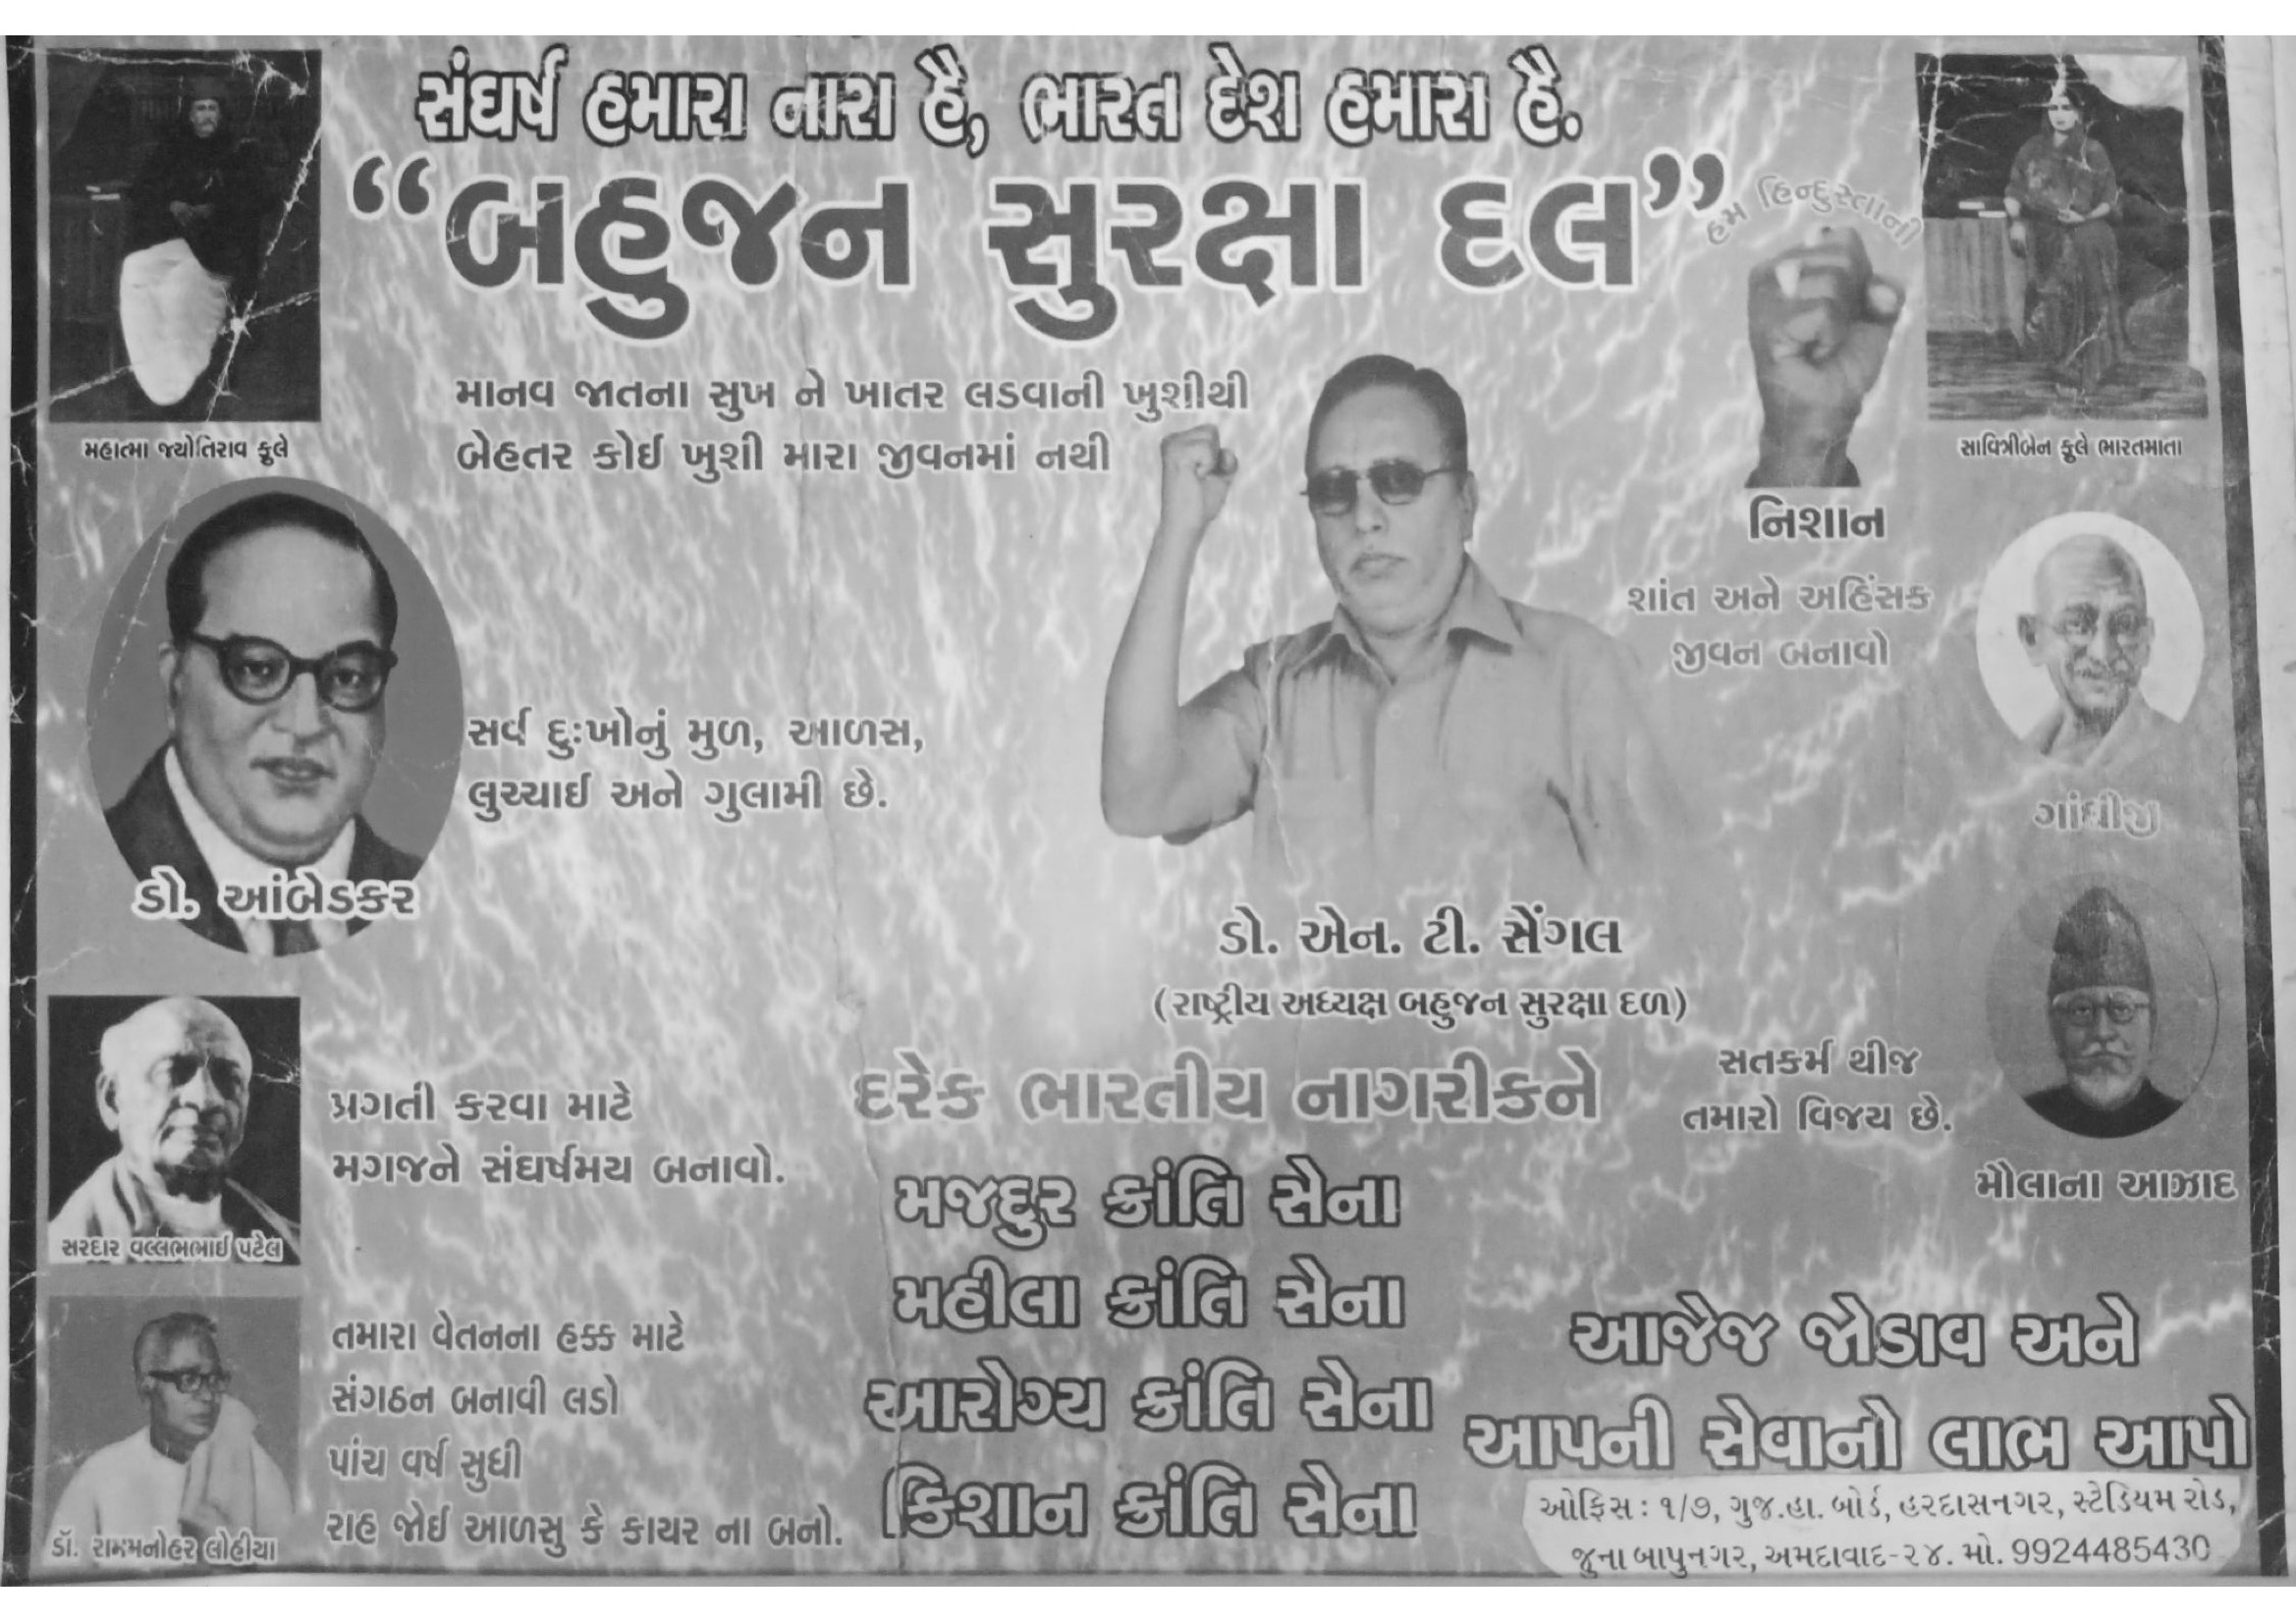 સંઘર્ષ હમારા નારા હૈ, ભારત દેશ હમારા હૈ.
“બહુજન સુરક્ષા દલ”
હમ હિન્દુસ્તાની
મહાત્મા જ્યોતિરાવ ફુલે
સાવિત્રીબેન ફુલે ભારતમાતા
માનવ જાતના સુખ ને ખાતર લડવાની ખુશીથી
બેહતર કોઈ ખુશી મારા જીવનમાં નથી
નિશાન
શાંત અને અહિંસક
જીવન બનાવો
ગાંધીજી
સર્વ દુઃખોનું મુળ, આળસ,
લુચ્ચાઈ અને ગુલામી છે.
ડો. આંબેડકર
ડો. એન. ટી. સેંગલ
(રાષ્ટ્રીય અધ્યક્ષ બહુજન સુરક્ષા દળ)
સતકર્મ થીજ
તમારો વિજય છે.
મૌલાના આઝાદ
પ્રગતી કરવા માટે
મગજને સંઘર્ષમય બનાવો.
સરદાર વલ્લભભાઈ પટેલ
દરેક ભારતીય નાગરીકને
મજદુર ક્રાંતિ સેના
મહીલા ક્રાંતિ સેના
આરોગ્ય ક્રાંતિ સેના
કિશાન ક્રાંતિ સેના
તમારા વેતનના હક્ક માટે
સંગઠન બનાવી લડો
પાંચ વર્ષ સુધી
રાહ જોઈ આળસુ કે કાયર ના બનો.
ડૉ. રામમનોહર લોહીયા
આજેજ જોડાવ અને
આપની સેવાનો લાભ આપો
ઓફિસ : ૧/૭, ગુજ.હા. બોર્ડ, હરદાસનગર, સ્ટેડિયમ રોડ,
જુના બાપુનગર, અમદાવાદ-૨૪. મો. 9924485430